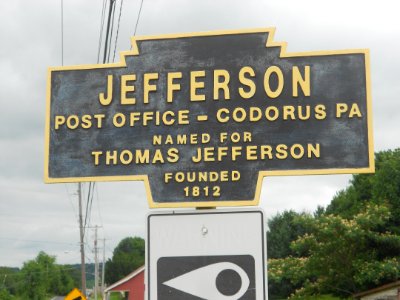 JEFFERSON
POST OFFICE - CODORUS PA
NAMED FOR
THOMAS JEFFERSON
FOUNDED
1812